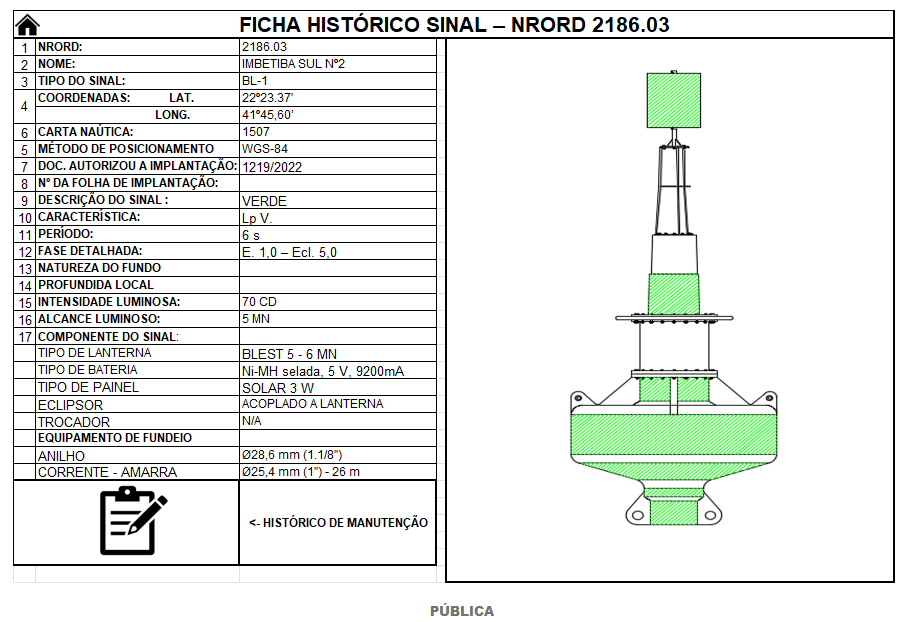 FICHA HISTÓRICO SINAL – NRORD 2186.03
1 NRORD: 2186.03
2 NOME: IMBETIBA SUL Nº2
3 TIPO DO SINAL: BL-1
4 COORDENADAS: LAT. 22º23.37'
LONG. 41º45,60'
6 CARTA NAÚTICA: 1507
5 MÉTODO DE POSICIONAMENTO WGS-84
7 DOC. AUTORIZOU A IMPLANTAÇÃO: 1219/2022
8 Nº DA FOLHA DE IMPLANTAÇÃO:
9 DESCRIÇÃO DO SINAL : VERDE
10 CARACTERÍSTICA: Lp V.
11 PERÍODO: 6 s
12 FASE DETALHADA: E. 1,0 – Ecl. 5,0
13 NATUREZA DO FUNDO
14 PROFUNDIDA LOCAL
15 INTENSIDADE LUMINOSA: 70 CD
16 ALCANCE LUMINOSO: 5 MN
17 COMPONENTE DO SINAL:
TIPO DE LANTERNA BLEST 5 - 6 MN
TIPO DE BATERIA Ni-MH selada, 5 V, 9200mA
TIPO DE PAINEL SOLAR 3 W
ECLIPSOR ACOPLADO A LANTERNA
TROCADOR N/A
EQUIPAMENTO DE FUNDEIO
ANILHO Ø28,6 mm (1.1/8")
CORRENTE - AMARRA Ø25,4 mm (1") - 26 m
<- HISTÓRICO DE MANUTENÇÃO
PÚBLICA